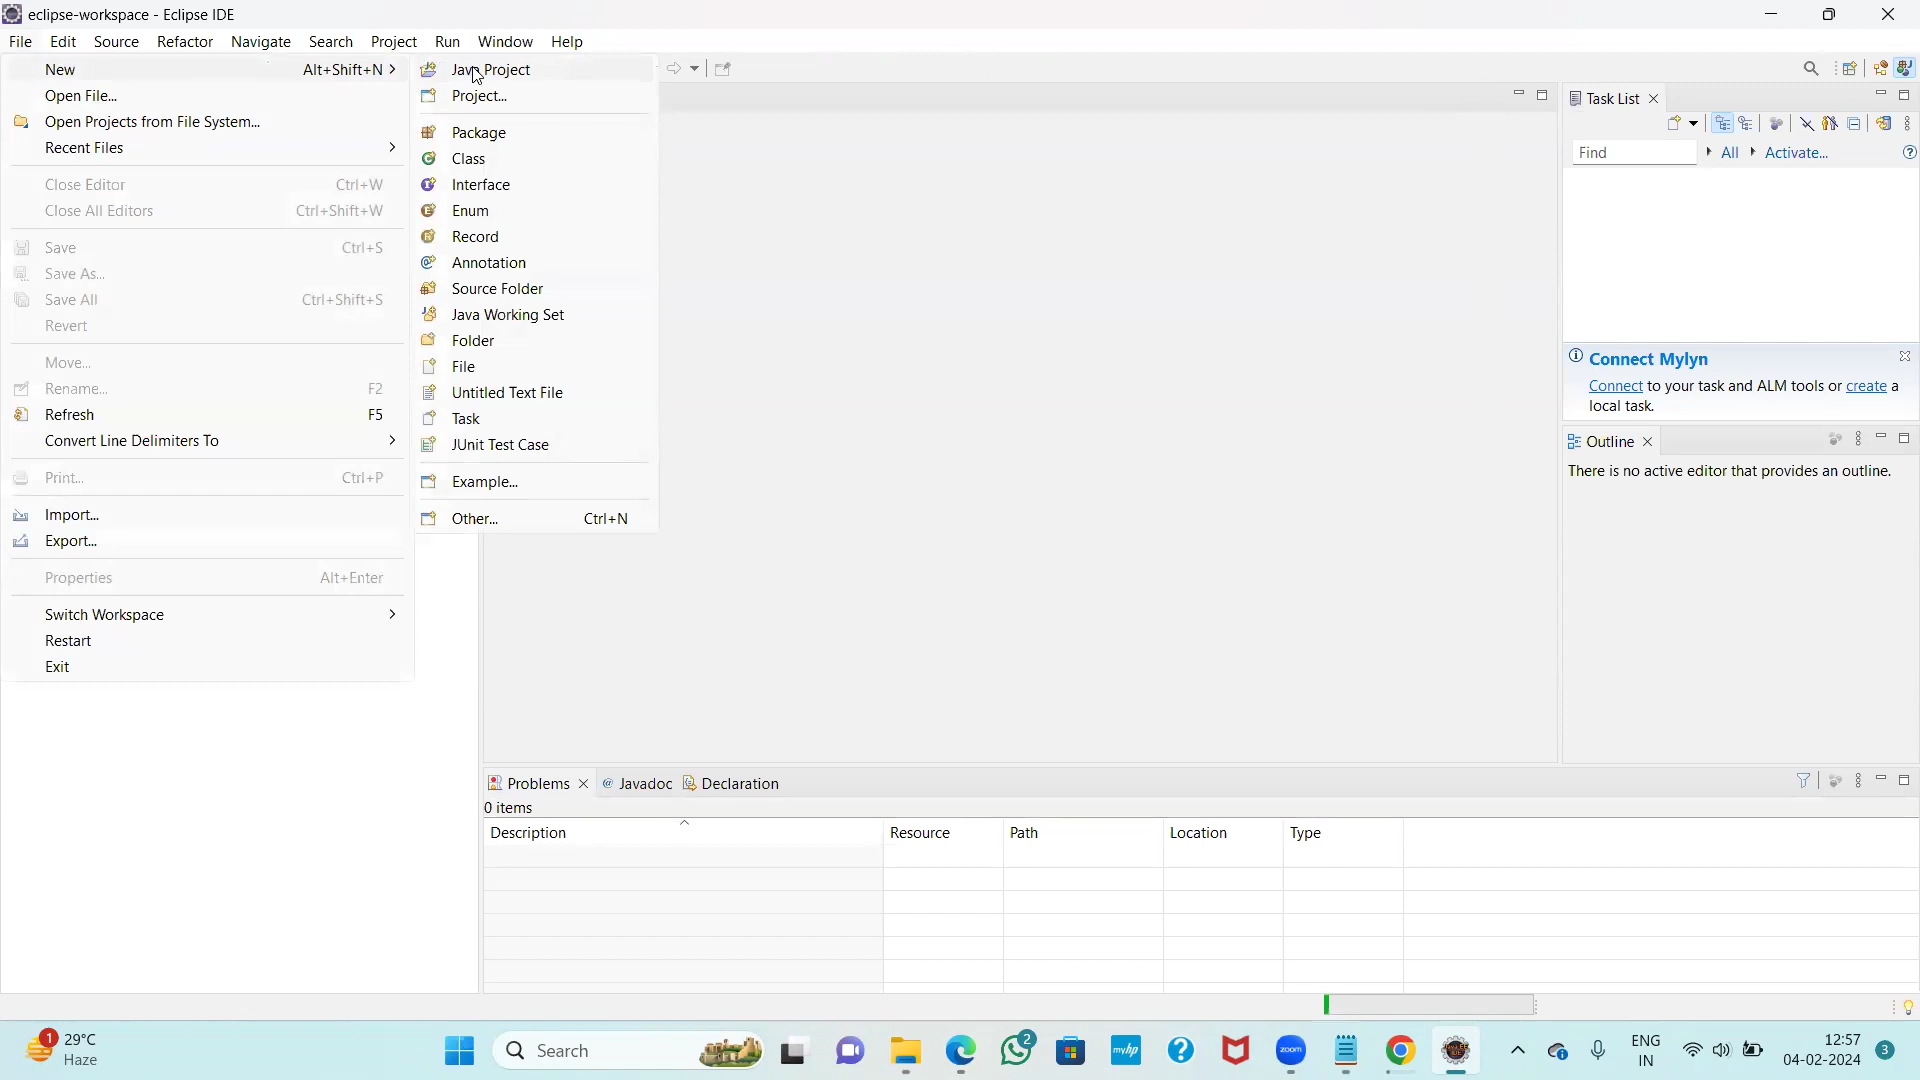 eclipse-workspace - Eclipse IDE
File Edit Source Refactor Navigate Search Project Run Window Help
New Alt+Shift+N
Open File...
Open Projects from File System...
Recent Files
Close Editor Ctrl+W
Close All Editors Ctrl+Shift+W
Save Ctrl+S
Save As...
Save All Ctrl+Shift+S
Revert
Move...
Rename... F2
Refresh F5
Convert Line Delimiters To
Print... Ctrl+P
Import...
Export...
Properties Alt+Enter
Switch Workspace
Restart
Exit
Java Project
Project...
Package
Class
Interface
Enum
Record
Annotation
Source Folder
Java Working Set
Folder
File
Untitled Text File
Task
JUnit Test Case
Example...
Other... Ctrl+N
Task List
Find All Activate...
Connect Mylyn
Connect to your task and ALM tools or create a
local task.
Outline
There is no active editor that provides an outline.
Problems @ Javadoc Declaration
0 items
Description Resource Path Location Type
1 29°C
Haze
Search
2
myhp
zoom
ENG
IN
12:57
04-02-2024
3